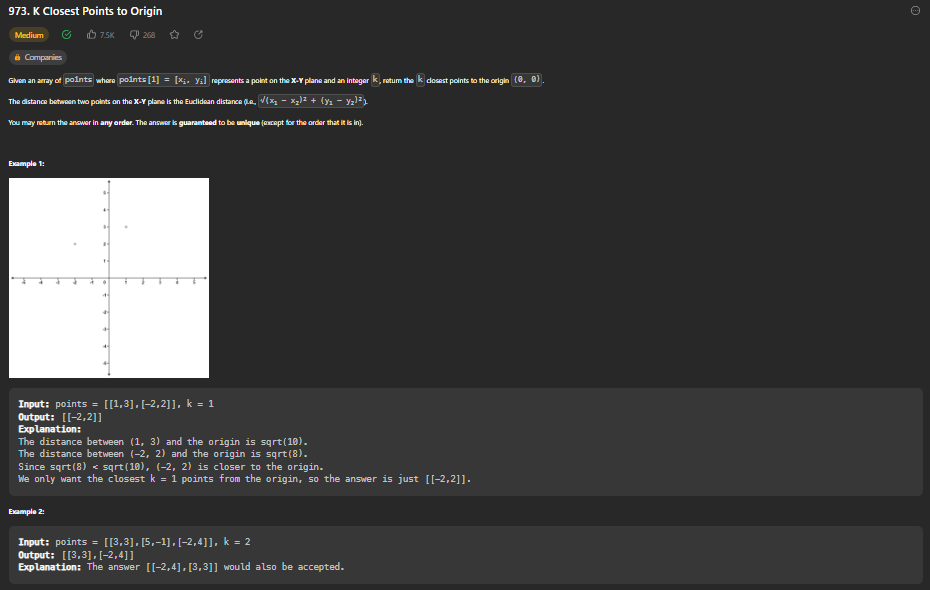 973. K Closest Points to Origin
Medium 7.5K 268
Companies
Given an array of points where points[i] = [xᵢ, yᵢ] represents a point on the X-Y plane and an integer k, return the k closest points to the origin (0, 0).
The distance between two points on the X-Y plane is the Euclidean distance (i.e., √(x₁ - x₂)² + (y₁ - y₂)²).
You may return the answer in any order. The answer is guaranteed to be unique (except for the order that it is in).
Example 1:
Input: points = [[1,3],[-2,2]], k = 1
Output: [[-2,2]]
Explanation:
The distance between (1, 3) and the origin is sqrt(10).
The distance between (-2, 2) and the origin is sqrt(8).
Since sqrt(8) < sqrt(10), (-2, 2) is closer to the origin.
We only want the closest k = 1 points from the origin, so the answer is just [[-2,2]].
Example 2:
Input: points = [[3,3],[5,-1],[-2,4]], k = 2
Output: [[3,3],[-2,4]]
Explanation: The answer [[-2,4],[3,3]] would also be accepted.